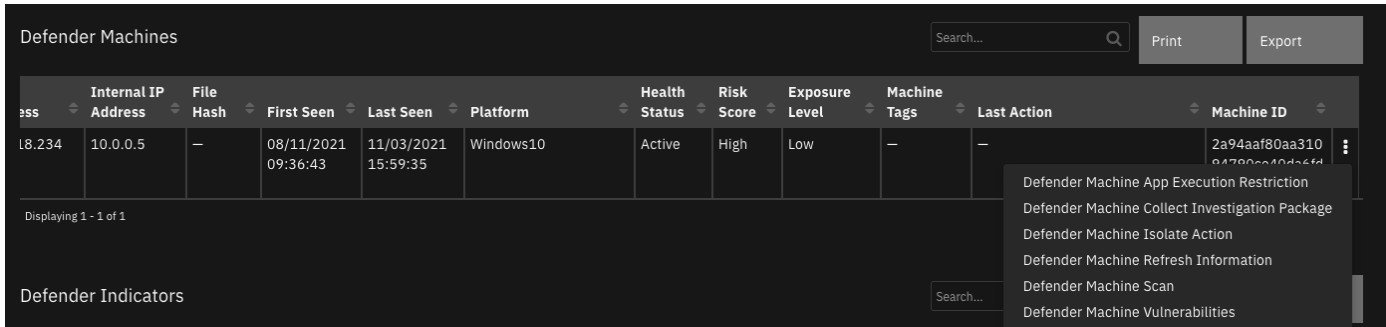 Defender Machines
Search...
Print
Export
ess
Internal IP Address
File Hash
First Seen
Last Seen
Platform
Health Status
Risk Score
Exposure Level
Machine Tags
Last Action
Machine ID
18.234
10.0.0.5
—
08/11/2021 09:36:43
11/03/2021 15:59:35
Windows10
Active
High
Low
—
—
2a94aaf80aa310
Displaying 1 - 1 of 1
Defender Machine App Execution Restriction
Defender Machine Collect Investigation Package
Defender Machine Isolate Action
Defender Machine Refresh Information
Defender Machine Scan
Defender Machine Vulnerabilities
Defender Indicators
Search...